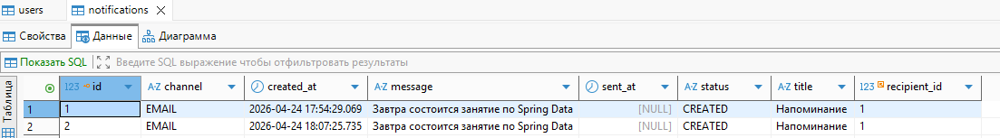 users notifications
Свойства Данные Диаграмма
Показать SQL Введите SQL выражение чтобы отфильтровать результаты
Таблица
123 id A-Z channel created_at A-Z message sent_at A-Z status A-Z title 123 recipient_id
1 1 EMAIL 2026-04-24 17:54:29.069 Завтра состоится занятие по Spring Data [NULL] CREATED Напоминание 1
2 2 EMAIL 2026-04-24 18:07:25.735 Завтра состоится занятие по Spring Data [NULL] CREATED Напоминание 1